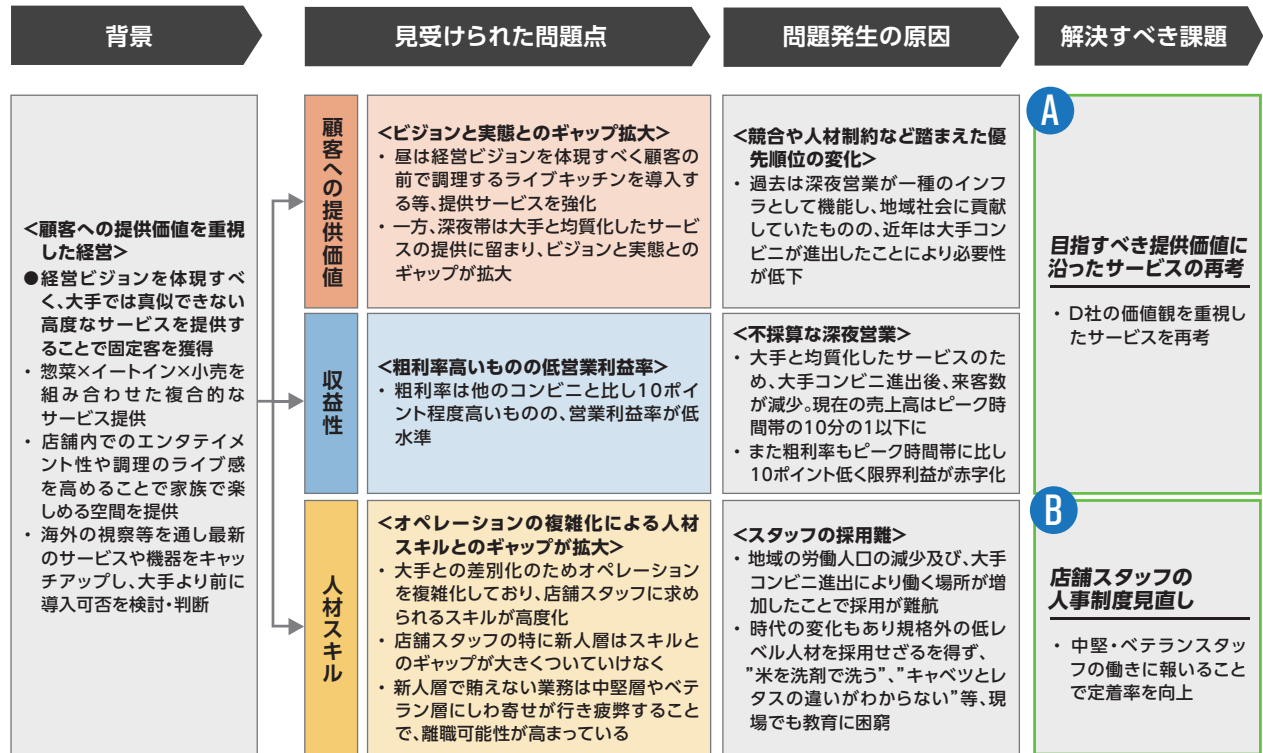 背景
見受けられた問題点
問題発生の原因
解決すべき課題
<顧客への提供価値を重視
した経営>
●経営ビジョンを体現すべ
く、大手では真似できない
高度なサービスを提供す
ることで固定客を獲得
・惣菜×イートイン×小売を
組み合わせた複合的な
サービス提供
・店舗内でのエンタテイメ
ント性や調理のライブ感
を高めることで家族で楽
しめる空間を提供
・海外の視察等を通し最新
のサービスや機器をキャッ
チアップし、大手より前に
導入可否を検討・判断
顧客への提供価値
<ビジョンと実態とのギャップ拡大>
・昼は経営ビジョンを体現すべく顧客の
前で調理するライブキッチンを導入す
る等、提供サービスを強化
・一方、深夜帯は大手と均質化したサービ
スの提供に留まり、ビジョンと実態との
ギャップが拡大
<競合や人材制約など踏まえた優
先順位の変化>
・過去は深夜営業が一種のインフ
ラとして機能し、地域社会に貢献
していたものの、近年は大手コン
ビニが進出したことにより必要性
が低下
収益性
<粗利率高いものの低営業利益率>
・粗利率は他のコンビニと比し10ポイ
ント程度高いものの、営業利益率が低
水準
<不採算な深夜営業>
・大手と均質化したサービスのた
め、大手コンビニ進出後、来客数
が減少。現在の売上高はピーク時
間帯の10分の1以下に
・また粗利率もピーク時間帯に比し
10ポイント低く限界利益が赤字化
A
目指すべき提供価値に
沿ったサービスの再考
・D社の価値観を重視し
たサービスを再考
人材スキル
<オペレーションの複雑化による人材
スキルとのギャップが拡大>
・大手との差別化のためオペレーション
を複雑化しており、店舗スタッフに求め
られるスキルが高度化
・店舗スタッフの特に新人層はスキルと
のギャップが大きくついていけなく
・新人層で賄えない業務は中堅層やベテ
ラン層にしわ寄せが行き疲弊すること
で、離職可能性が高まっている
<スタッフの採用難>
・地域の労働人口の減少及び、大手
コンビニ進出により働く場所が増
加したことで採用が難航
・時代の変化もあり規格外の低レ
ベル人材を採用せざるを得ず、
”米を洗剤で洗う”、”キャベツとレ
タスの違いがわからない”等、現
場でも教育に困窮
B
店舗スタッフの
人事制度見直し
・中堅・ベテランスタッ
フの働きに報いること
で定着率を向上